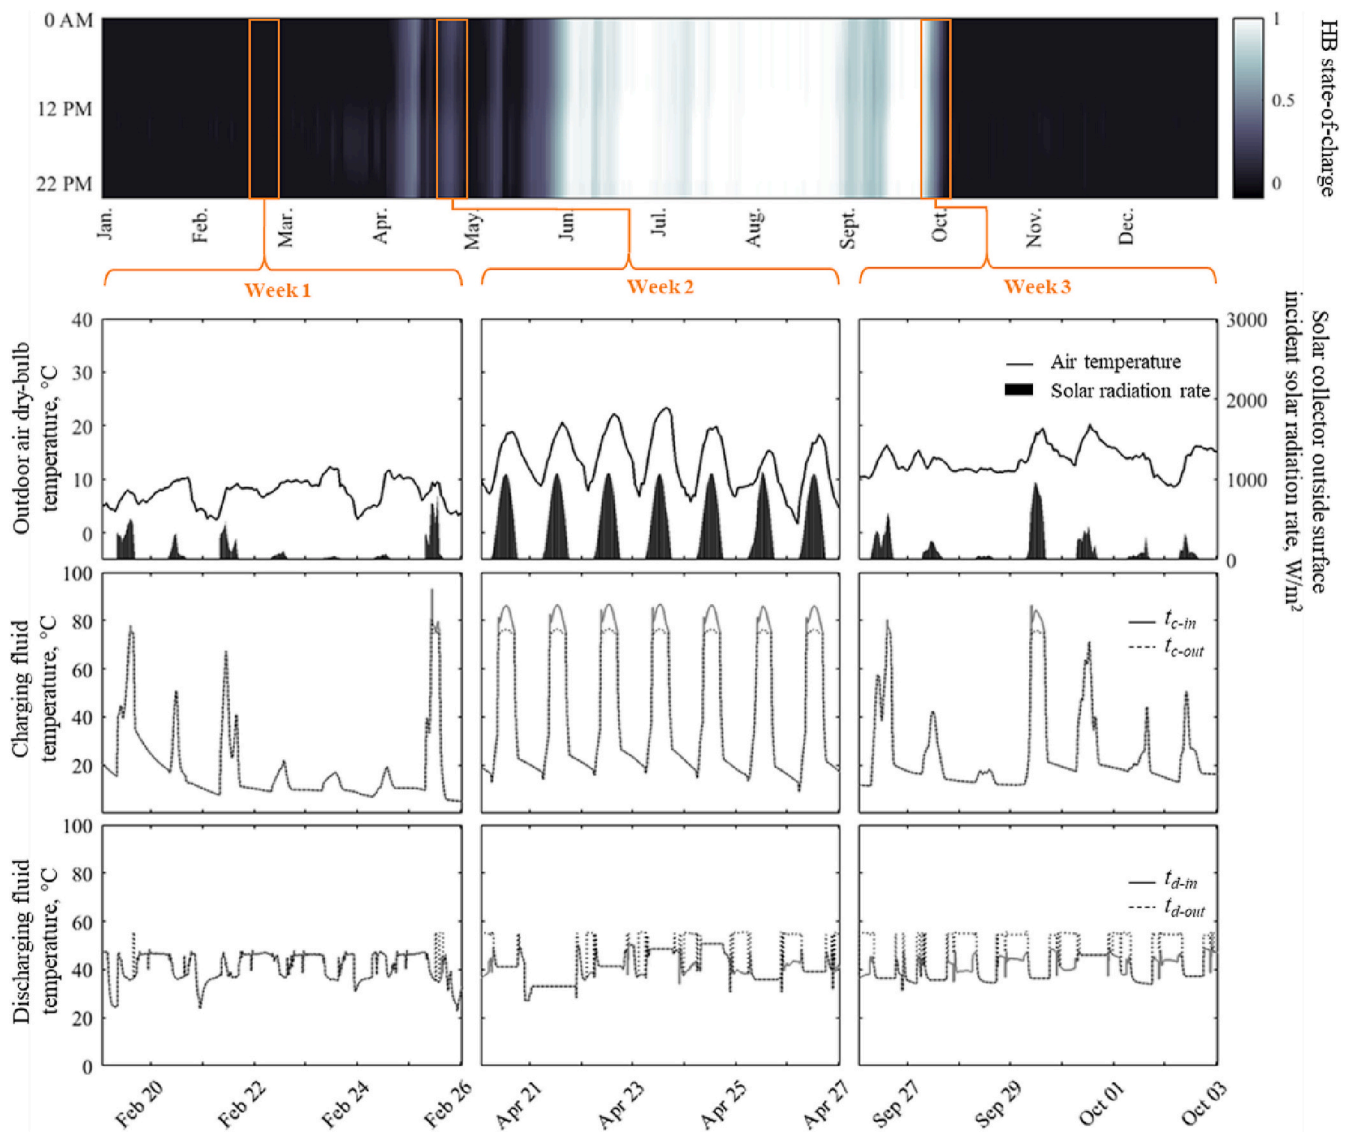 0 AM
12 PM
22 PM
1
0.5
0
HB state-of-charge
Jan.
Feb.
Mar.
Apr.
May.
Jun.
Jul.
Aug.
Sept.
Oct.
Nov.
Dec.
Week 1
Week 2
Week 3
Outdoor air dry-bulb
temperature, °C
40
30
20
10
0
Air temperature
Solar radiation rate
3000
2000
1000
0
Solar collector outside surface
incident solar radiation rate, W/m²
Charging fluid
temperature, °C
100
80
60
40
20
t c-in
t c-out
Discharging fluid
temperature, °C
100
80
60
40
20
0
t d-in
t d-out
Feb 20
Feb 22
Feb 24
Feb 26
Apr 21
Apr 23
Apr 25
Apr 27
Sep 27
Sep 29
Oct 01
Oct 03